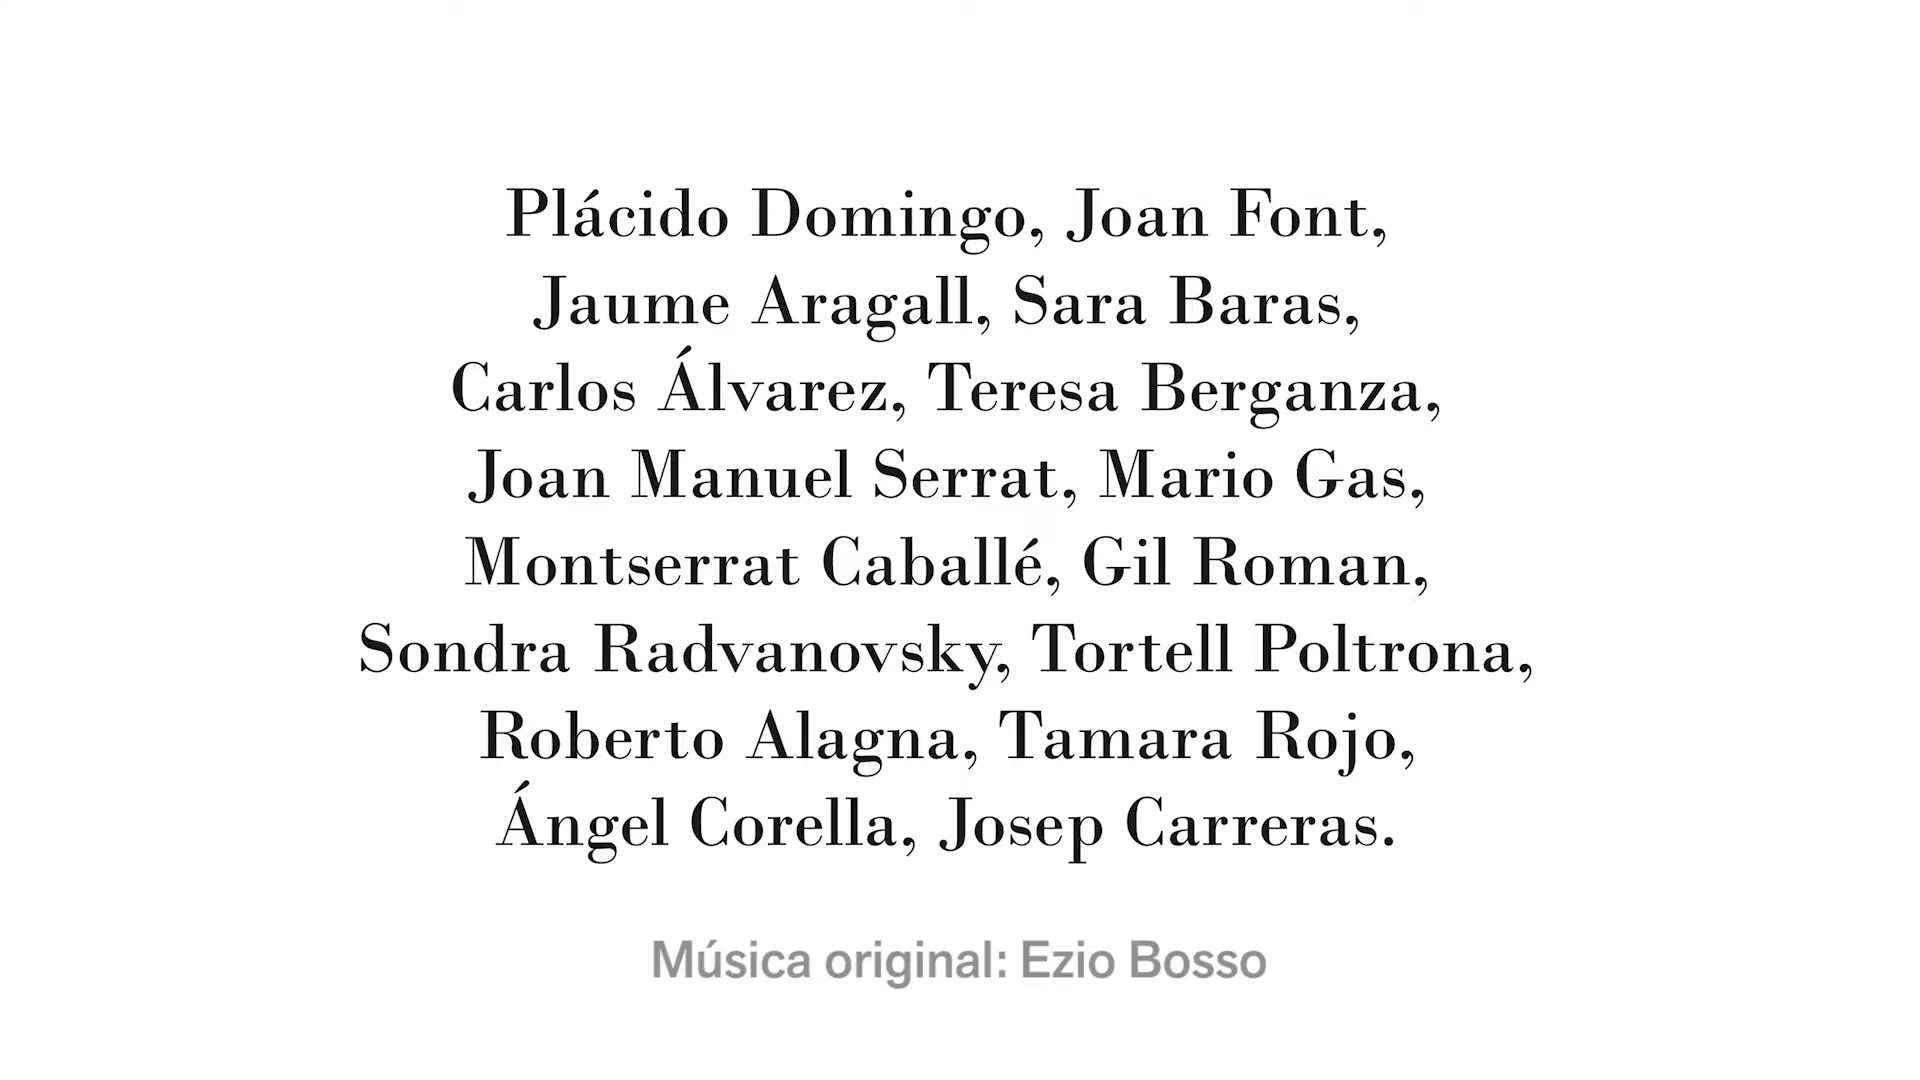 Plácido Domingo, Joan Font,
Jaume Aragall, Sara Baras,
Carlos Álvarez, Teresa Berganza,
Joan Manuel Serrat, Mario Gas,
Montserrat Caballé, Gil Roman,
Sondra Radvanovsky, Tortell Poltrona,
Roberto Alagna, Tamara Rojo,
Ángel Corella, Josep Carreras.
Música original: Ezio Bosso